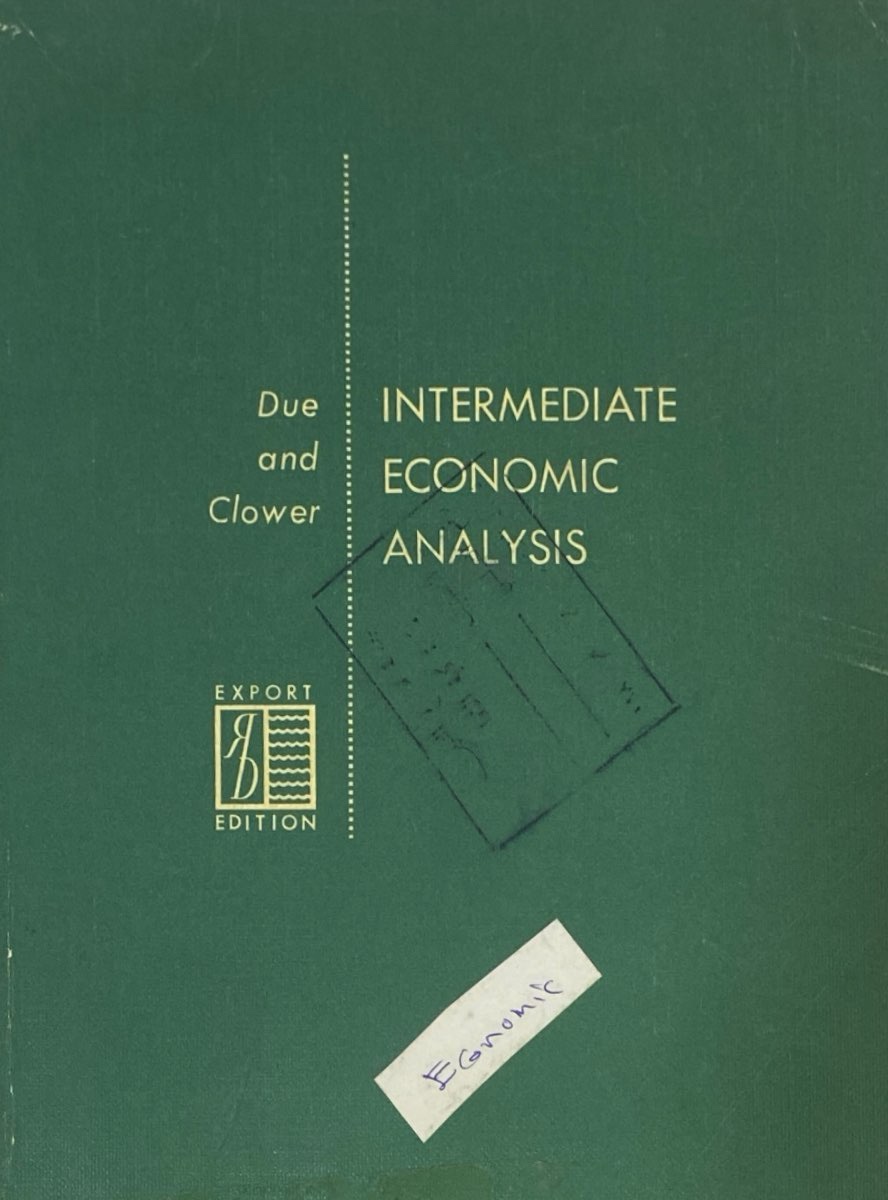 Due
and
Clower
INTERMEDIATE
ECONOMIC
ANALYSIS
EXPORT
EDITION
Economic